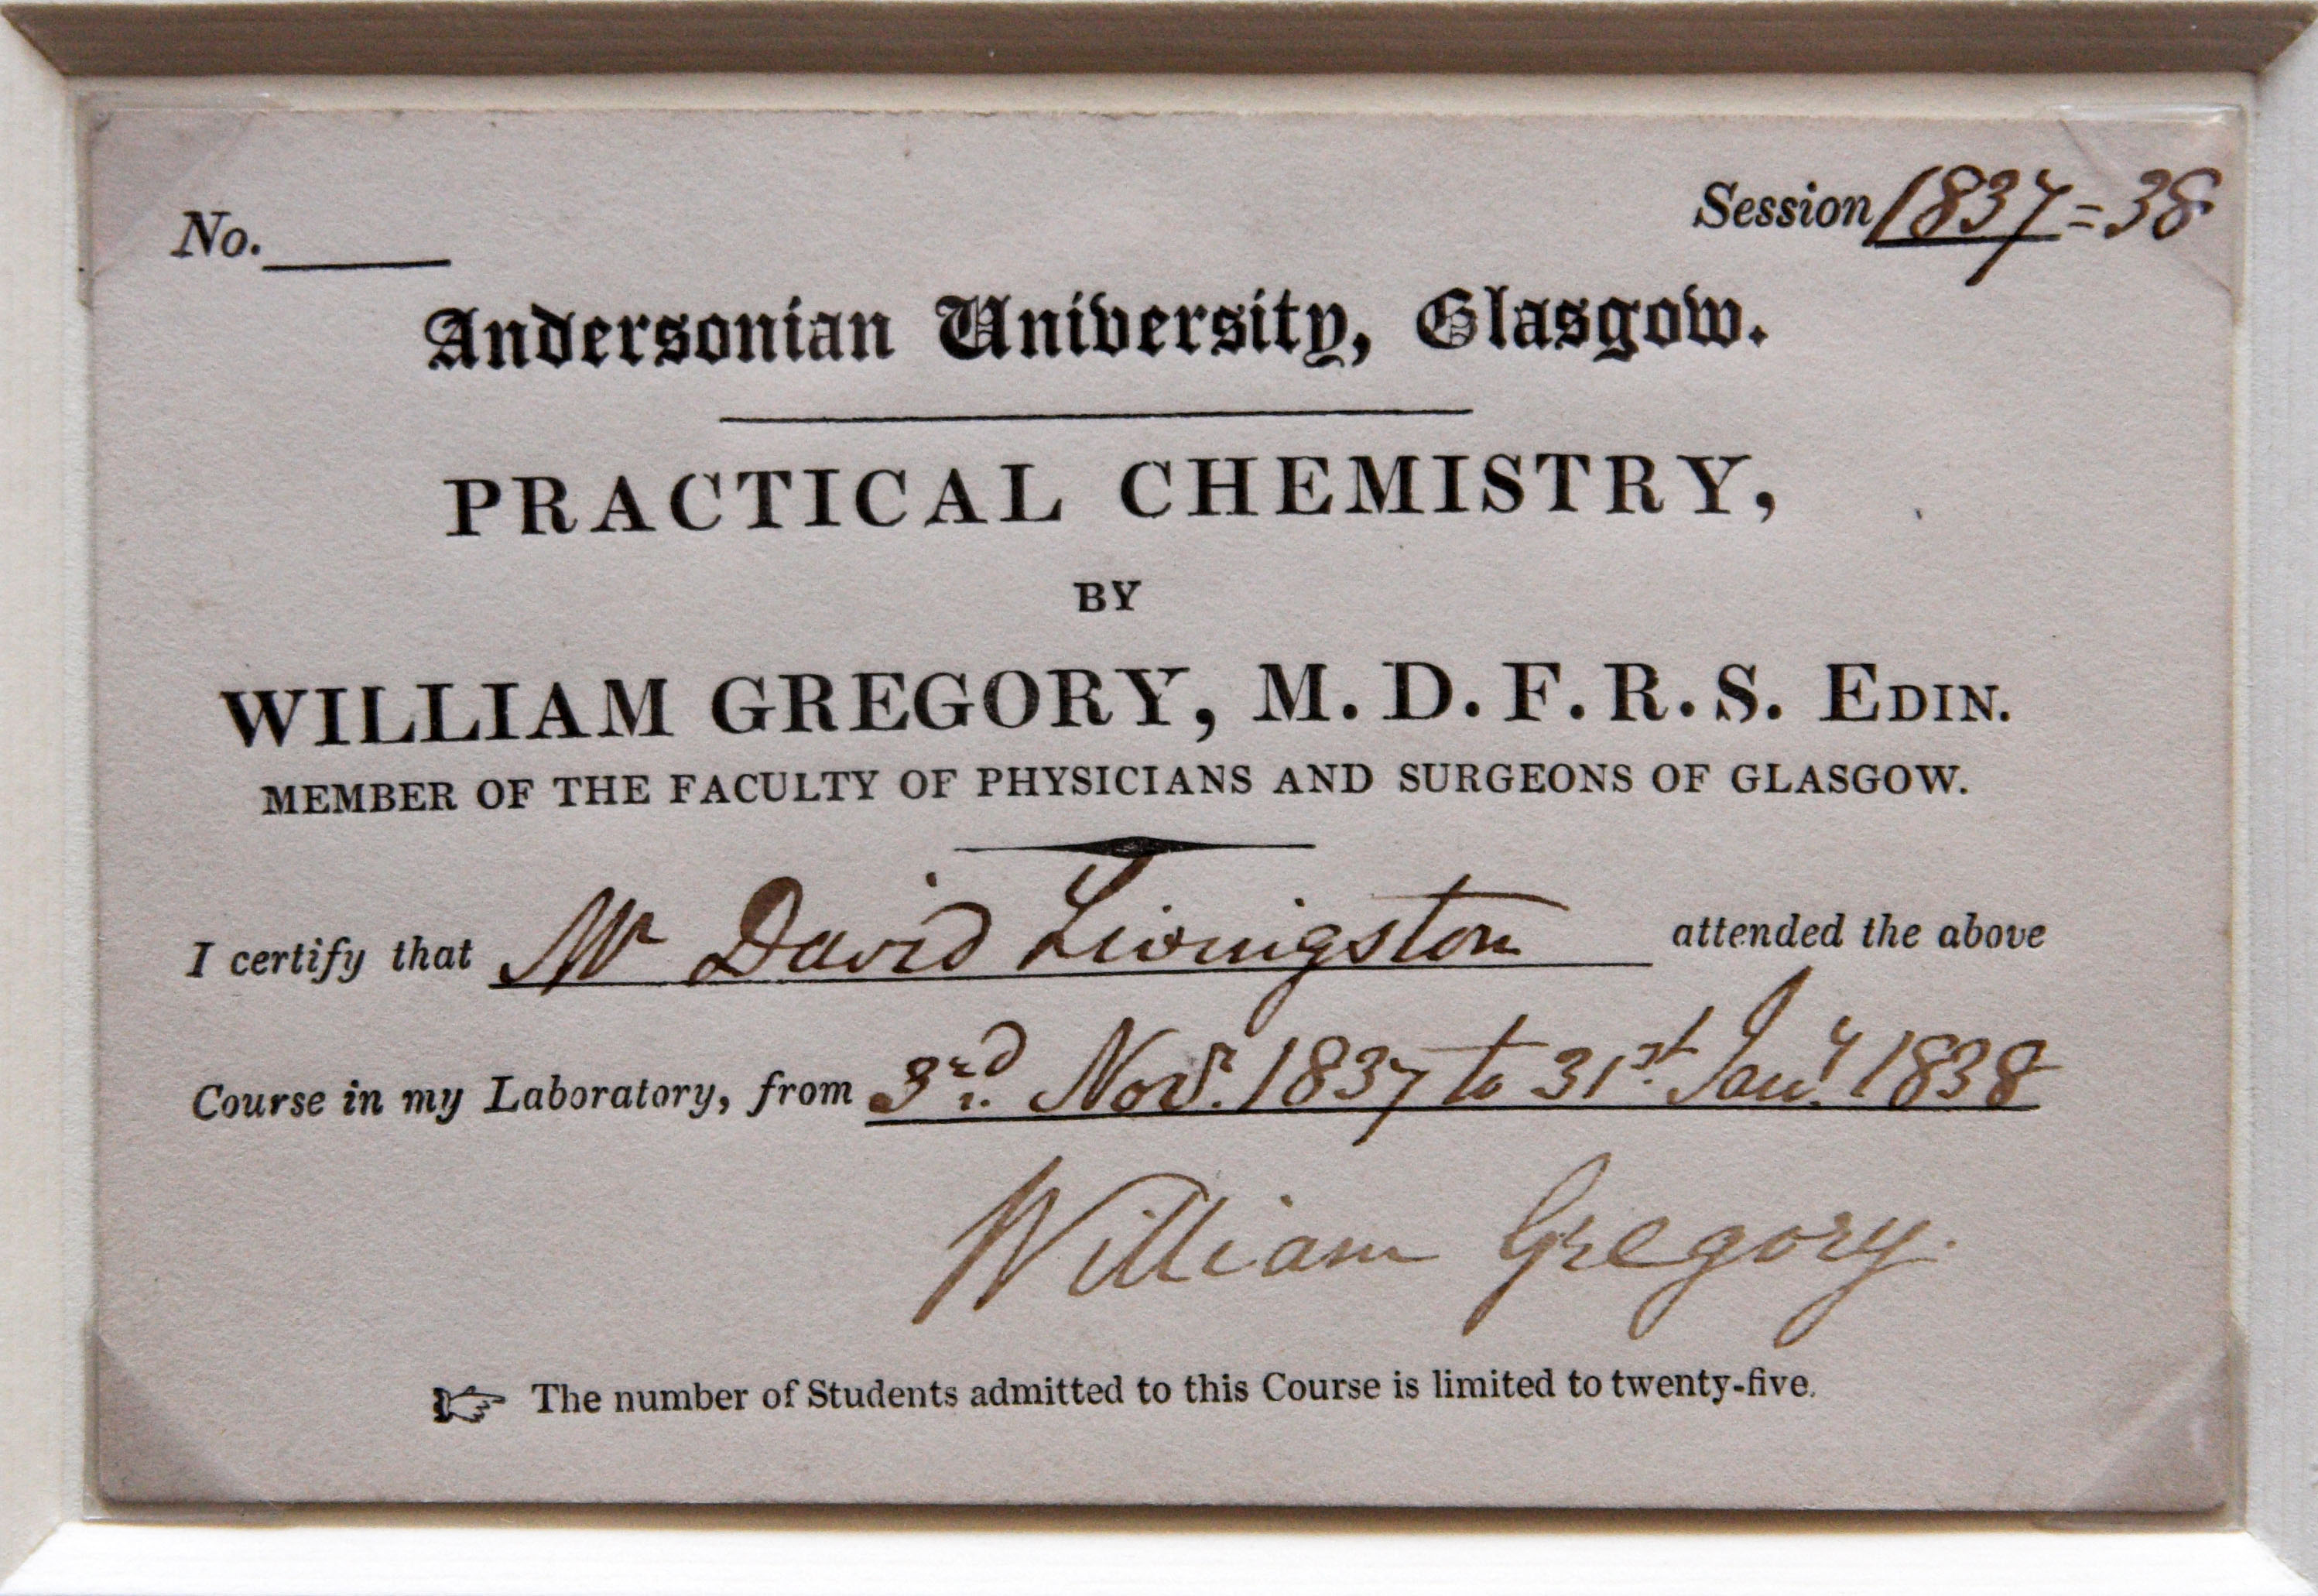 No.
Session 1837=38
Andersonian University, Glasgow.
PRACTICAL CHEMISTRY,
BY
WILLIAM GREGORY, M.D. F.R.S. EDIN.
MEMBER OF THE FACULTY OF PHYSICIANS AND SURGEONS OF GLASGOW.
I certify that Mr David Livingston attended the above
Course in my Laboratory, from 3rd. Novr. 1837 to 31st. Jany. 1838
William Gregory.
☞ The number of Students admitted to this Course is limited to twenty-five.